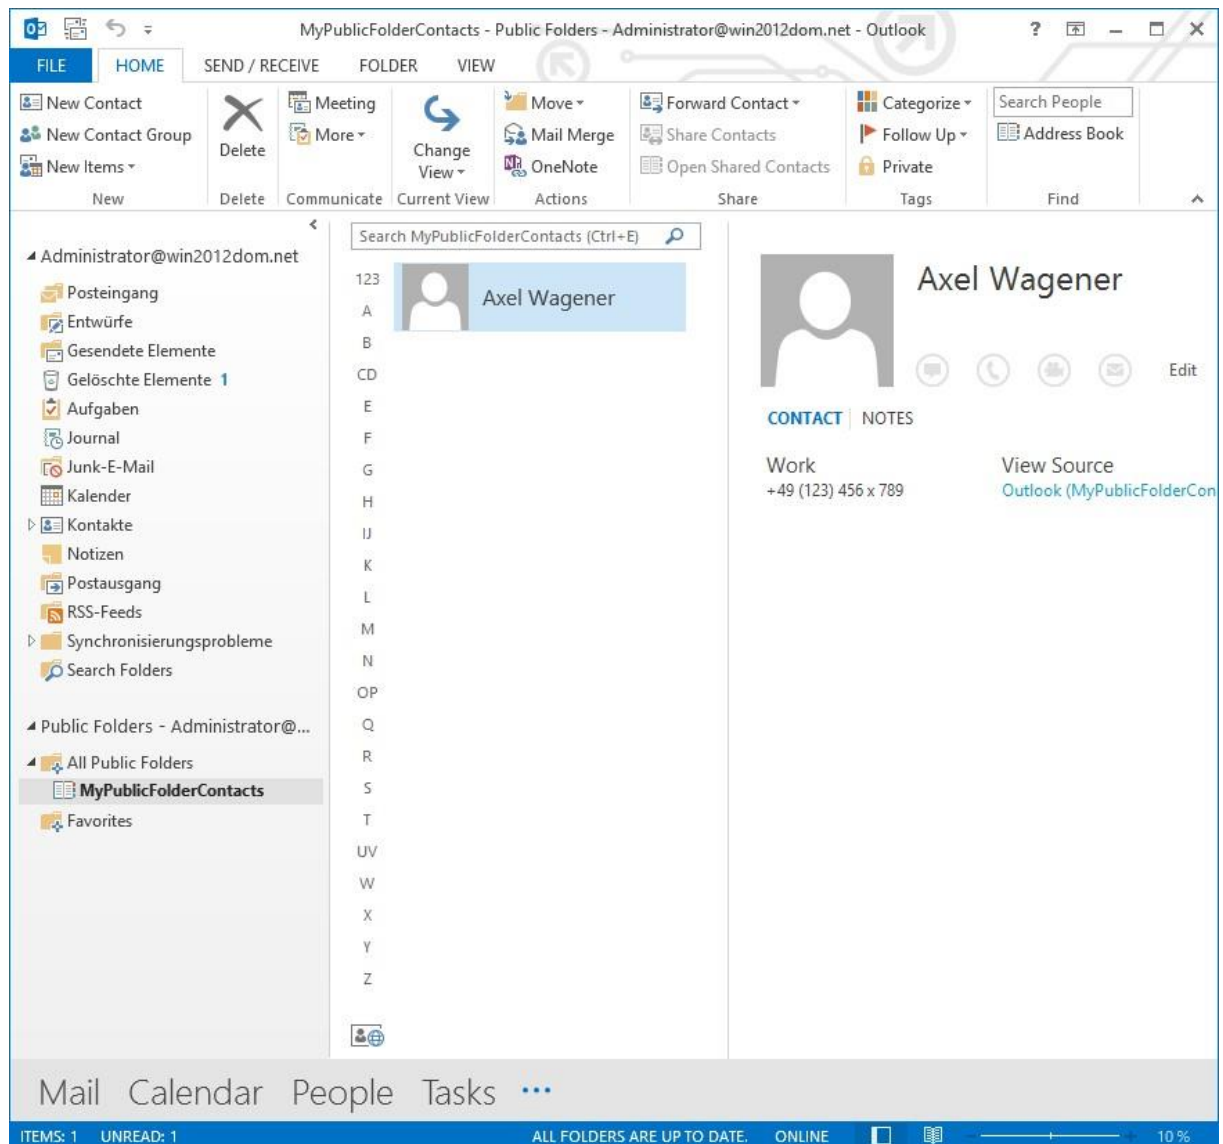 MyPublicFolderContacts - Public Folders - Administrator@win2012dom.net - Outlook
FILE HOME SEND / RECEIVE FOLDER VIEW
New Contact
New Contact Group
New Items
New
Delete
Delete
Meeting
More
Communicate
Change
View
Current View
Move
Mail Merge
OneNote
Actions
Forward Contact
Share Contacts
Open Shared Contacts
Share
Categorize
Follow Up
Private
Tags
Search People
Address Book
Find
Administrator@win2012dom.net
Posteingang
Entwürfe
Gesendete Elemente
Gelöschte Elemente 1
Aufgaben
Journal
Junk-E-Mail
Kalender
Kontakte
Notizen
Postausgang
RSS-Feeds
Synchronisierungsprobleme
Search Folders
Public Folders - Administrator@...
All Public Folders
MyPublicFolderContacts
Favorites
Search MyPublicFolderContacts (Ctrl+E)
123
A
B
CD
E
F
G
H
IJ
K
L
M
N
OP
Q
R
S
T
UV
W
X
Y
Z
Axel Wagener
Axel Wagener
Edit
CONTACT NOTES
Work
+49 (123) 456 x 789
View Source
Outlook (MyPublicFolderCon
Mail Calendar People Tasks ...
ITEMS: 1 UNREAD: 1 ALL FOLDERS ARE UP TO DATE. ONLINE 10 %